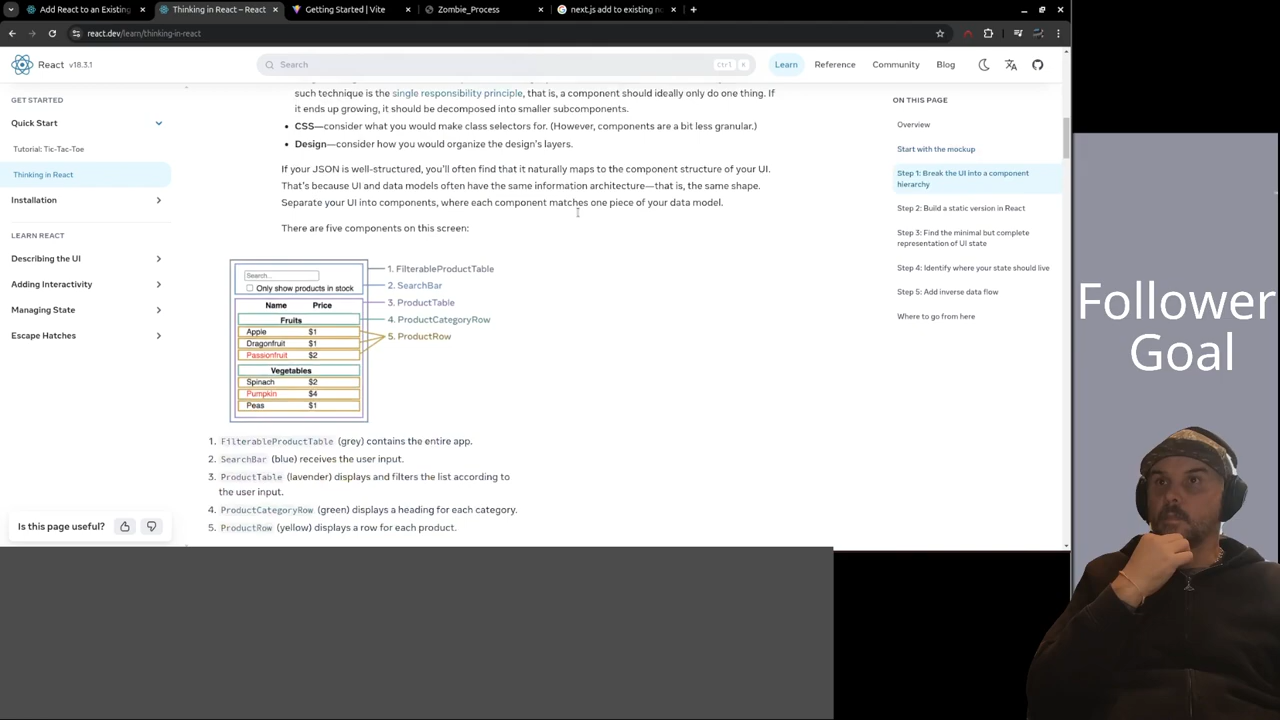 Add React to an Existing
Thinking in React – React
Getting Started | Vite
Zombie_Process
next.js add to existing no
react.dev/learn/thinking-in-react
React v18.3.1
Search
Ctrl K
Learn
Reference
Community
Blog
GET STARTED
Quick Start
Tutorial: Tic-Tac-Toe
Thinking in React
Installation
LEARN REACT
Describing the UI
Adding Interactivity
Managing State
Escape Hatches
Is this page useful?
such technique is the single responsibility principle, that is, a component should ideally only do one thing. If
it ends up growing, it should be decomposed into smaller subcomponents.
CSS—consider what you would make class selectors for. (However, components are a bit less granular.)
Design—consider how you would organize the design's layers.
If your JSON is well-structured, you'll often find that it naturally maps to the component structure of your UI.
That's because UI and data models often have the same information architecture—that is, the same shape.
Separate your UI into components, where each component matches one piece of your data model.
There are five components on this screen:
Search...
Only show products in stock
Name Price
Fruits
Apple $1
Dragonfruit $1
Passionfruit $2
Vegetables
Spinach $2
Pumpkin $4
Peas $1
1. FilterableProductTable
2. SearchBar
3. ProductTable
4. ProductCategoryRow
5. ProductRow
1. FilterableProductTable (grey) contains the entire app.
2. SearchBar (blue) receives the user input.
3. ProductTable (lavender) displays and filters the list according to
the user input.
4. ProductCategoryRow (green) displays a heading for each category.
5. ProductRow (yellow) displays a row for each product.
ON THIS PAGE
Overview
Start with the mockup
Step 1: Break the UI into a component
hierarchy
Step 2: Build a static version in React
Step 3: Find the minimal but complete
representation of UI state
Step 4: Identify where your state should live
Step 5: Add inverse data flow
Where to go from here
Follower
Goal